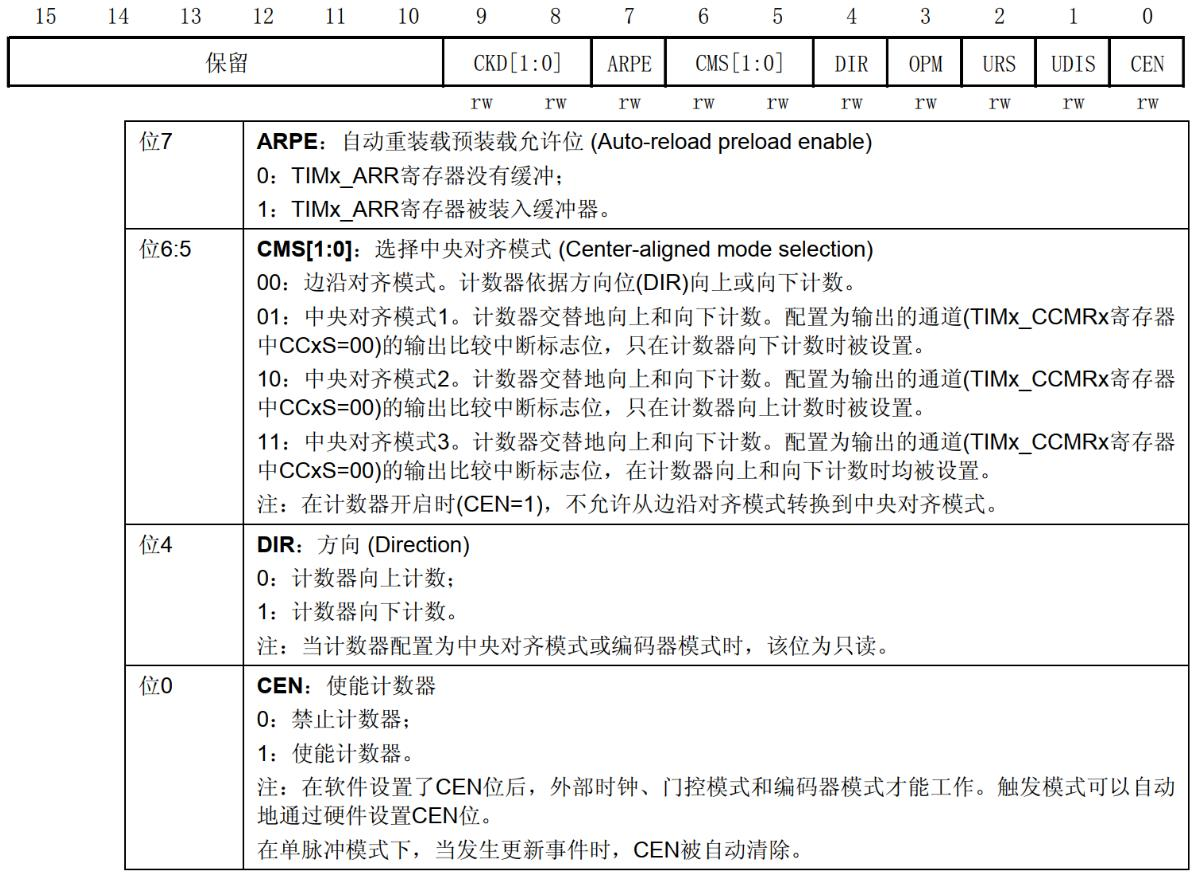 15 14 13 12 11 10 9 8 7 6 5 4 3 2 1 0
保留 CKD[1:0] ARPE CMS[1:0] DIR OPM URS UDIS CEN
rw rw rw rw rw rw rw rw rw rw
位7 ARPE：自动重装载预装载允许位 (Auto-reload preload enable)
0：TIMx_ARR寄存器没有缓冲；
1：TIMx_ARR寄存器被装入缓冲器。
位6:5 CMS[1:0]：选择中央对齐模式 (Center-aligned mode selection)
00：边沿对齐模式。计数器依据方向位(DIR)向上或向下计数。
01：中央对齐模式1。计数器交替地向上和向下计数。配置为输出的通道(TIMx_CCMRx寄存器
中CCxS=00)的输出比较中断标志位，只在计数器向下计数时被设置。
10：中央对齐模式2。计数器交替地向上和向下计数。配置为输出的通道(TIMx_CCMRx寄存器
中CCxS=00)的输出比较中断标志位，只在计数器向上计数时被设置。
11：中央对齐模式3。计数器交替地向上和向下计数。配置为输出的通道(TIMx_CCMRx寄存器
中CCxS=00)的输出比较中断标志位，在计数器向上和向下计数时均被设置。
注：在计数器开启时(CEN=1)，不允许从边沿对齐模式转换到中央对齐模式。
位4 DIR：方向 (Direction)
0：计数器向上计数；
1：计数器向下计数。
注：当计数器配置为中央对齐模式或编码器模式时，该位为只读。
位0 CEN：使能计数器
0：禁止计数器；
1：使能计数器。
注：在软件设置了CEN位后，外部时钟、门控模式和编码器模式才能工作。触发模式可以自动
地通过硬件设置CEN位。
在单脉冲模式下，当发生更新事件时，CEN被自动清除。